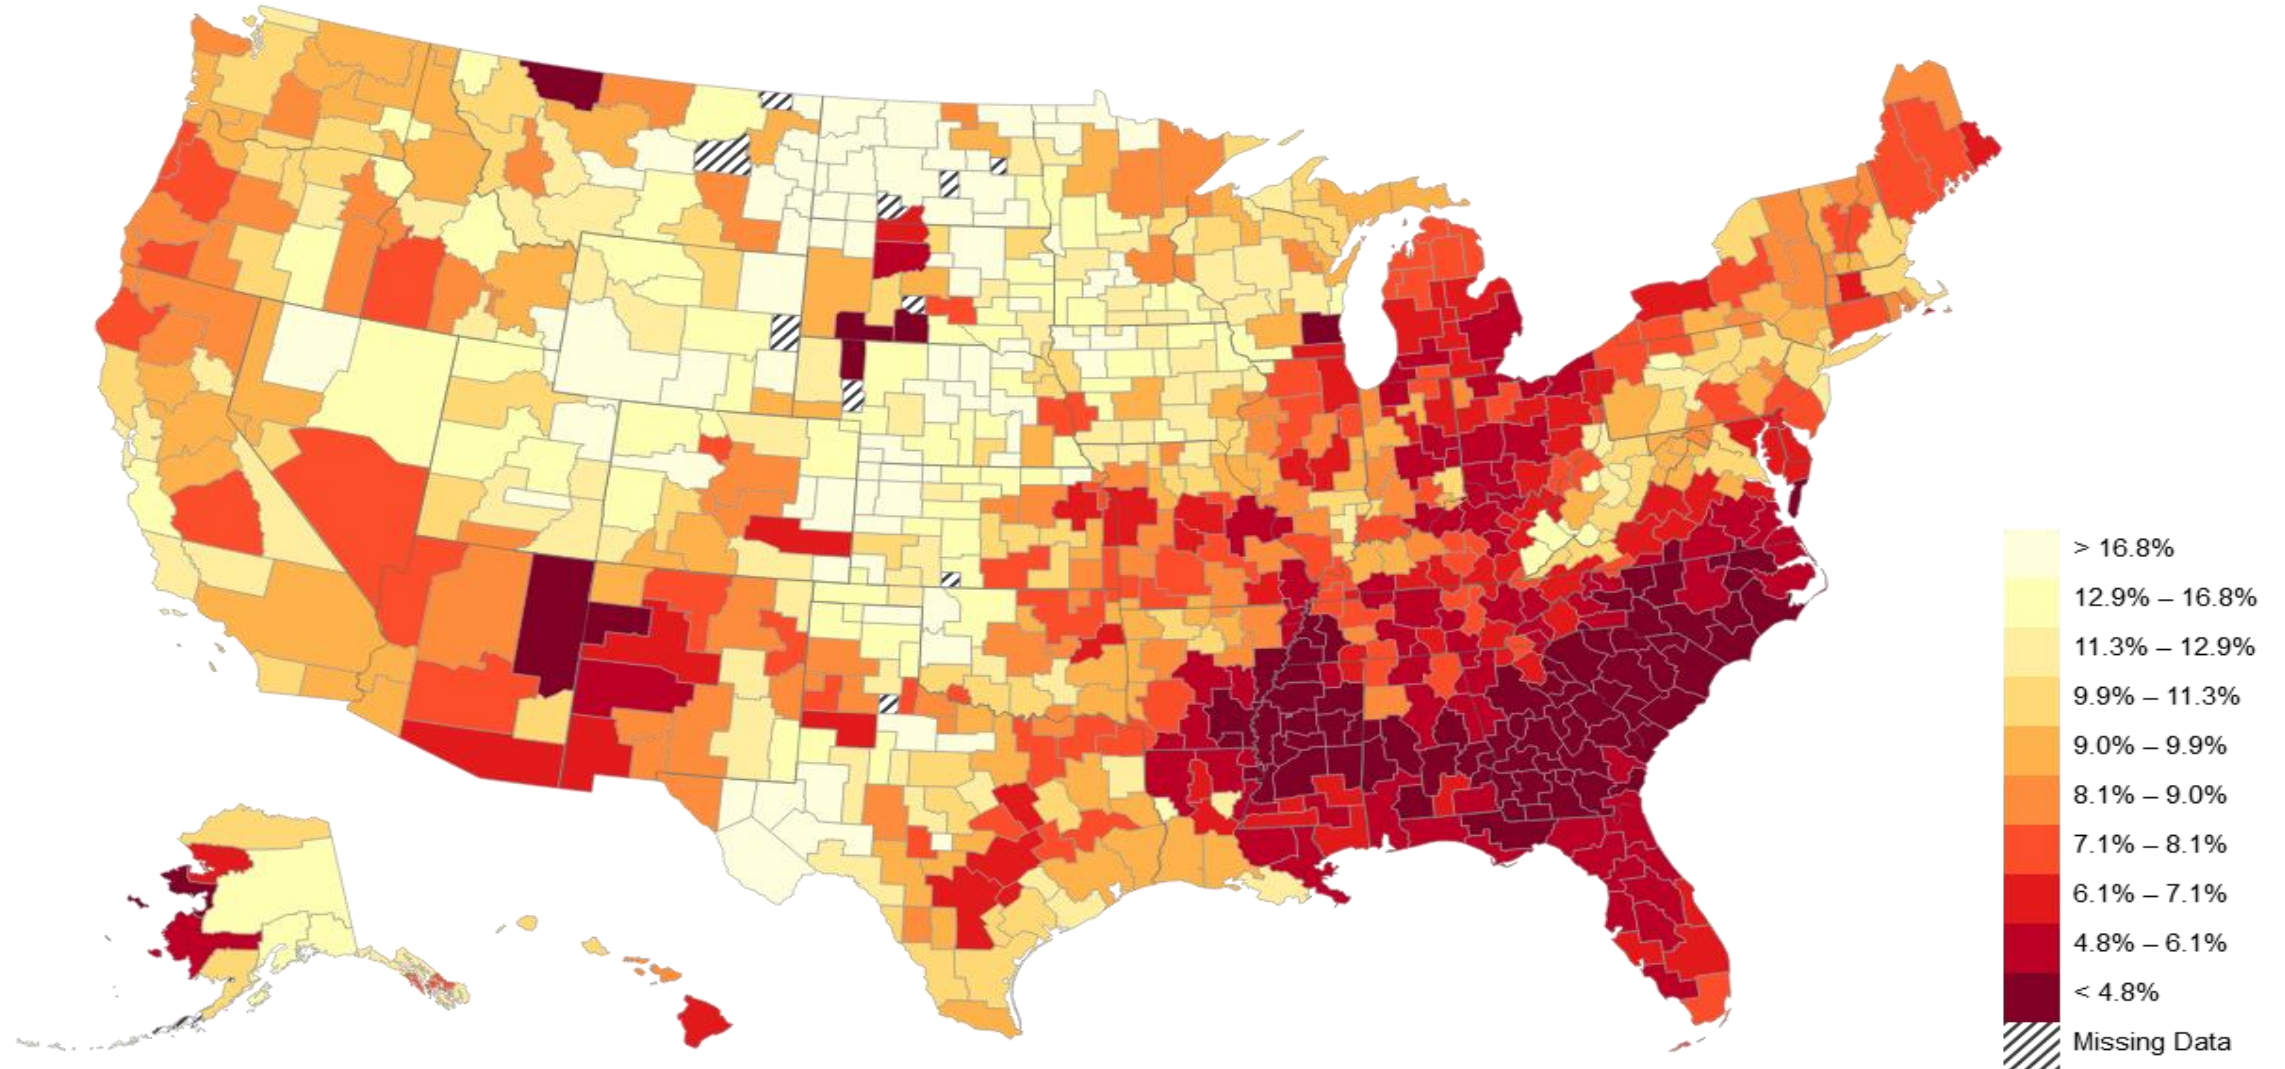 > 16.8%
12.9% – 16.8%
11.3% – 12.9%
9.9% – 11.3%
9.0% – 9.9%
8.1% – 9.0%
7.1% – 8.1%
6.1% – 7.1%
4.8% – 6.1%
< 4.8%
Missing Data